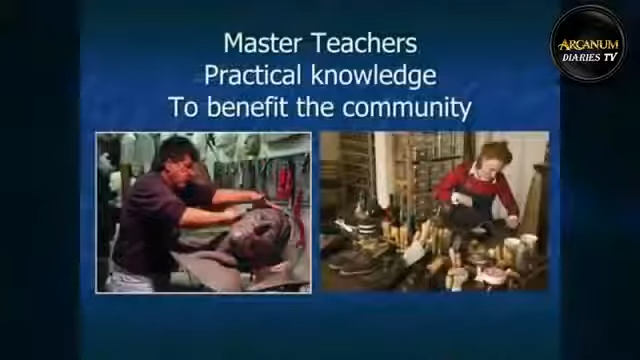 Master Teachers
Practical knowledge
To benefit the community
ARCANUM
DIARIES TV